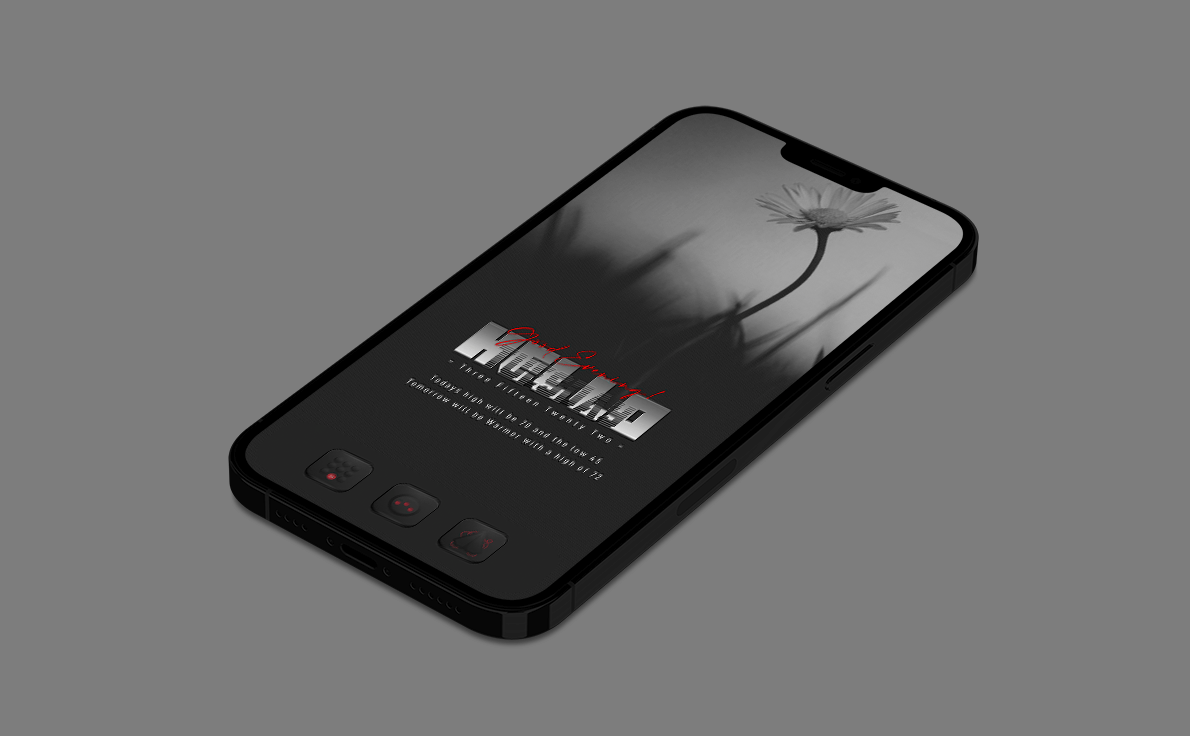 Good Evening!
HELLO
- Three Fifteen Twenty Two -
Todays high will be 70 and the low 45
Tomorrow will be Warmer with a high of 72